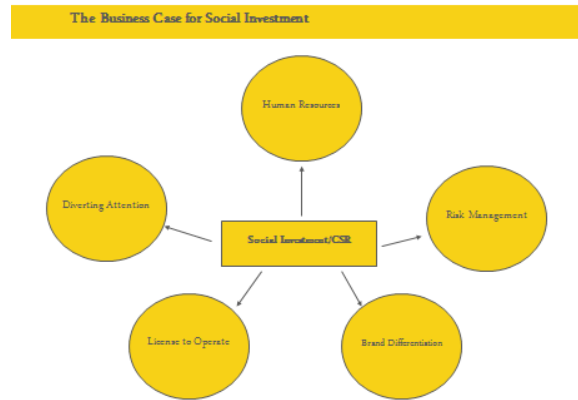 The Business Case for Social Investment
Human Resources
Diverting Attention
Risk Management
Social Investment/CSR
License to Operate
Brand Differentiation